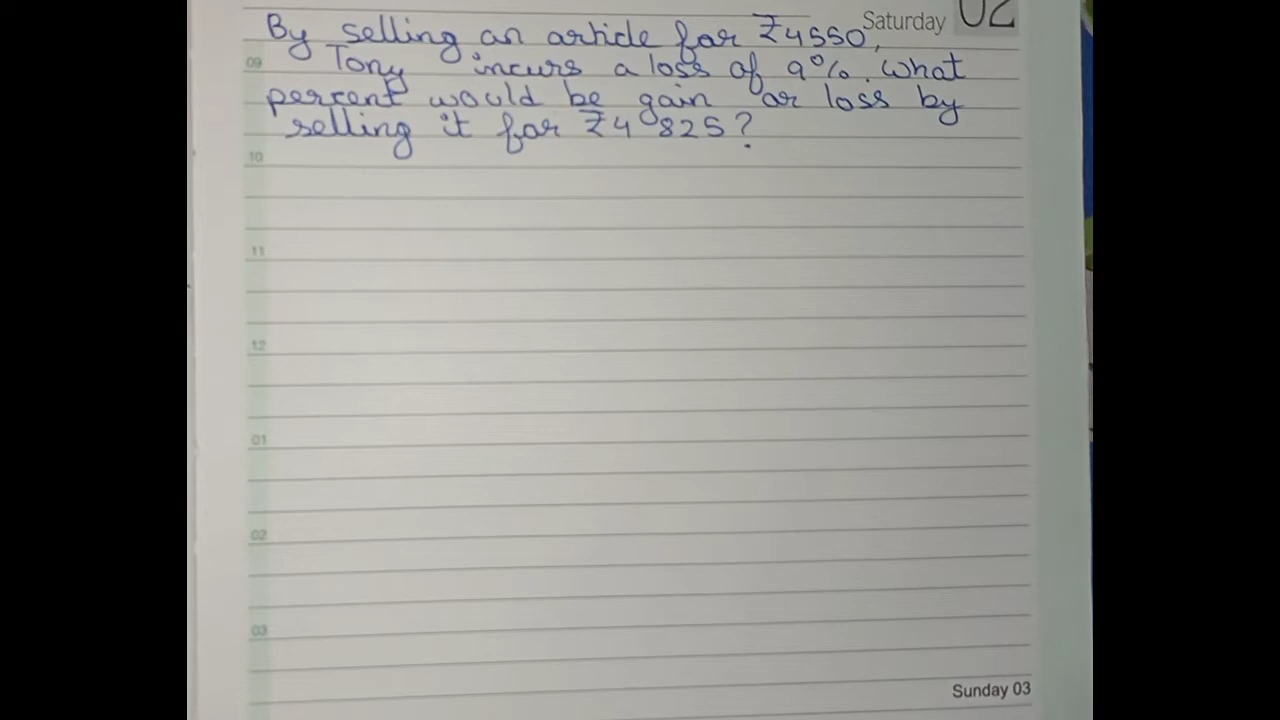 Saturday 02
By selling an article for ₹4550,
09
Tony incurs a loss of 9%. What
percent would be gain or loss by
selling it for ₹4825?
10
11
12
01
02
03
Sunday 03